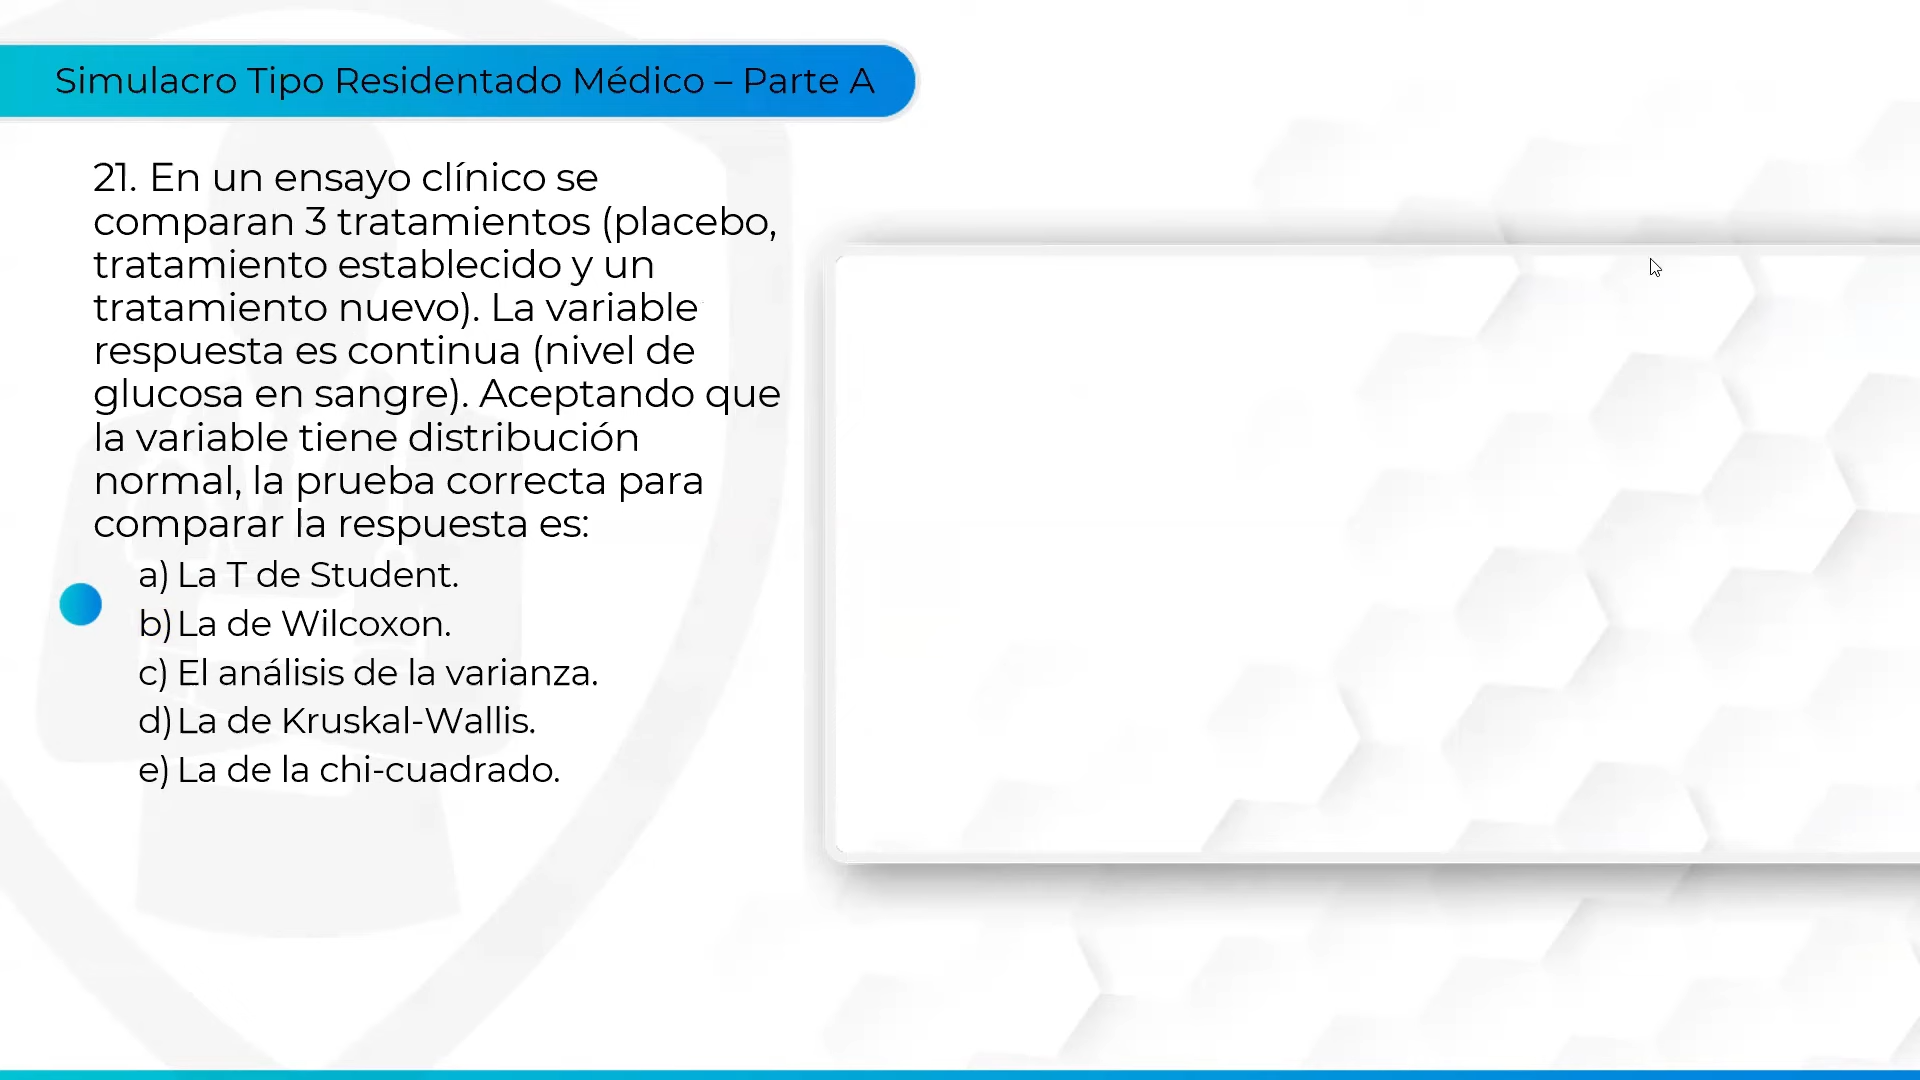 Simulacro Tipo Residentado Médico – Parte A
21. En un ensayo clínico se
comparan 3 tratamientos (placebo,
tratamiento establecido y un
tratamiento nuevo). La variable
respuesta es continua (nivel de
glucosa en sangre). Aceptando que
la variable tiene distribución
normal, la prueba correcta para
comparar la respuesta es:
a) La T de Student.
b) La de Wilcoxon.
c) El análisis de la varianza.
d) La de Kruskal-Wallis.
e) La de la chi-cuadrado.